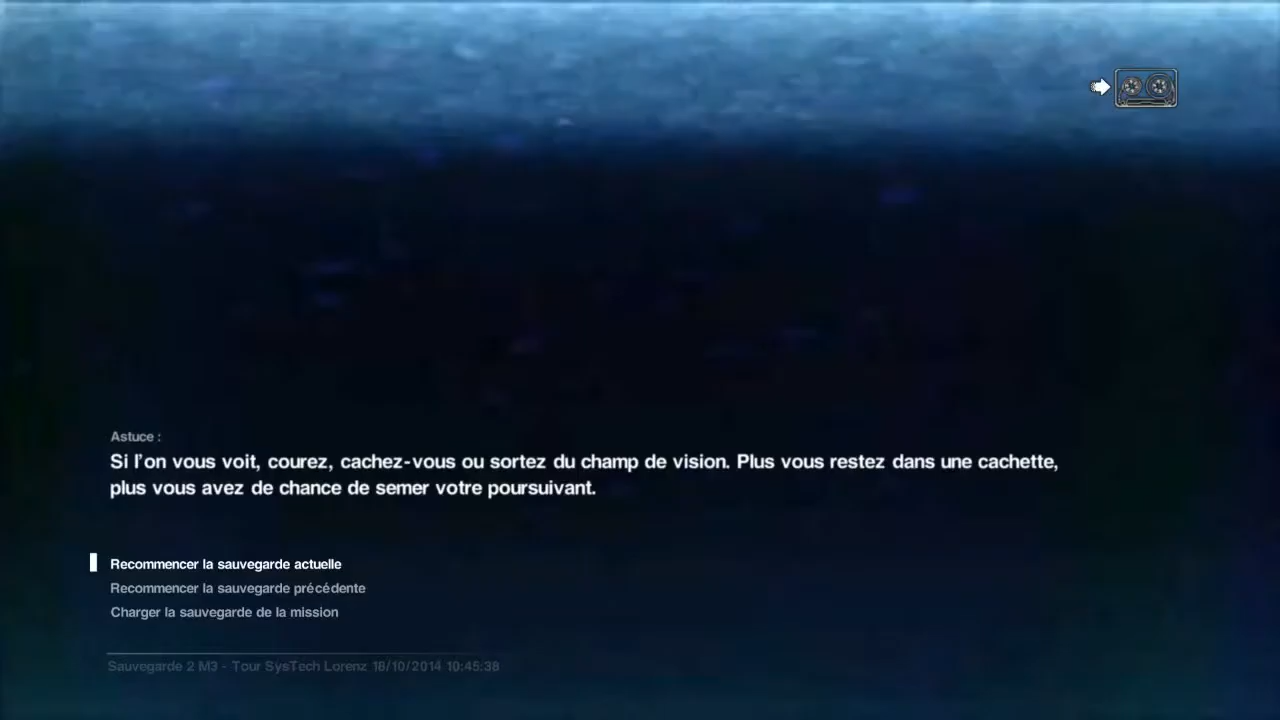 Astuce :
Si l'on vous voit, courez, cachez-vous ou sortez du champ de vision. Plus vous restez dans une cachette,
plus vous avez de chance de semer votre poursuivant.
Recommencer la sauvegarde actuelle
Recommencer la sauvegarde précédente
Charger la sauvegarde de la mission
Sauvegarde 2 M3 - Tour SysTech Lorenz 16/10/2014 10:45:38